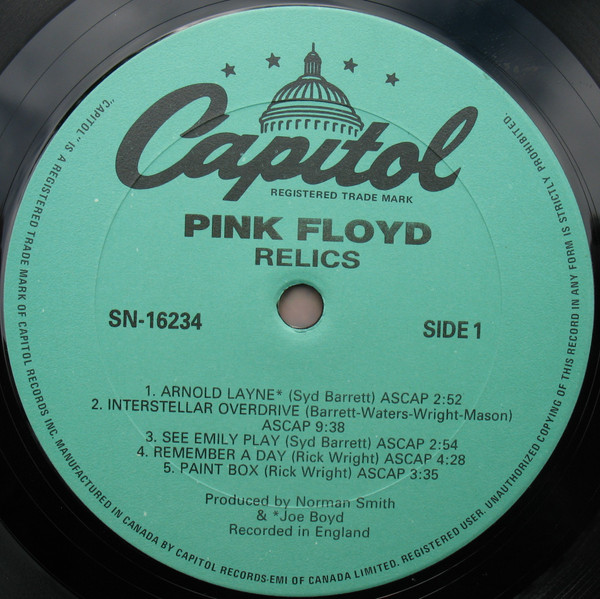 Capitol
REGISTERED TRADE MARK
PINK FLOYD
RELICS
SN-16234
SIDE 1
1. ARNOLD LAYNE* (Syd Barrett) ASCAP 2:52
2. INTERSTELLAR OVERDRIVE (Barrett-Waters-Wright-Mason)
ASCAP 9:38
3. SEE EMILY PLAY (Syd Barrett) ASCAP 2:54
4. REMEMBER A DAY (Rick Wright) ASCAP 4:28
5. PAINT BOX (Rick Wright) ASCAP 3:35
Produced by Norman Smith
& *Joe Boyd
Recorded in England
"CAPITOL" IS A REGISTERED TRADE MARK OF CAPITOL RECORDS INC. MANUFACTURED IN CANADA BY CAPITOL RECORDS-EMI OF CANADA LIMITED. REGISTERED USER. UNAUTHORIZED COPYING OF THIS RECORD IN ANY FORM IS STRICTLY PROHIBITED.